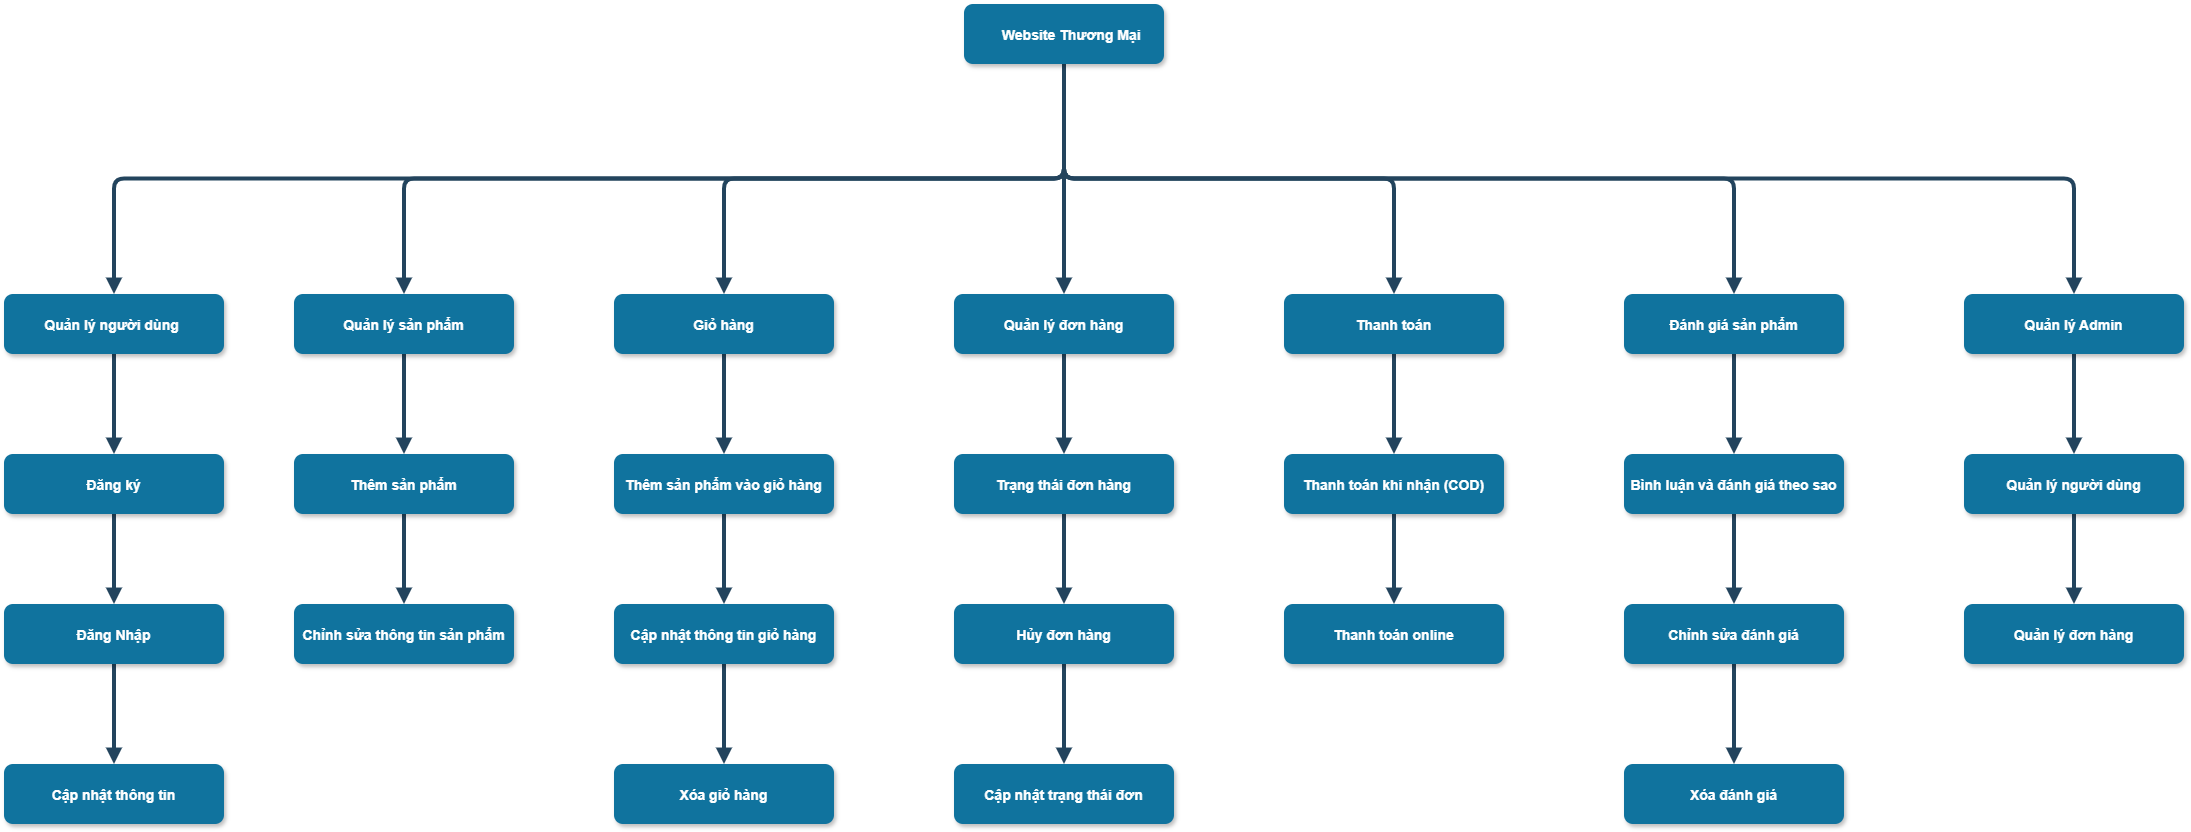 Website Thương Mại
Quản lý người dùng
Quản lý sản phẩm
Giỏ hàng
Quản lý đơn hàng
Thanh toán
Đánh giá sản phẩm
Quản lý Admin
Đăng ký
Thêm sản phẩm
Thêm sản phẩm vào giỏ hàng
Trạng thái đơn hàng
Thanh toán khi nhận (COD)
Bình luận và đánh giá theo sao
Quản lý người dùng
Đăng Nhập
Chỉnh sửa thông tin sản phẩm
Cập nhật thông tin giỏ hàng
Hủy đơn hàng
Thanh toán online
Chỉnh sửa đánh giá
Quản lý đơn hàng
Cập nhật thông tin
Xóa giỏ hàng
Cập nhật trạng thái đơn
Xóa đánh giá